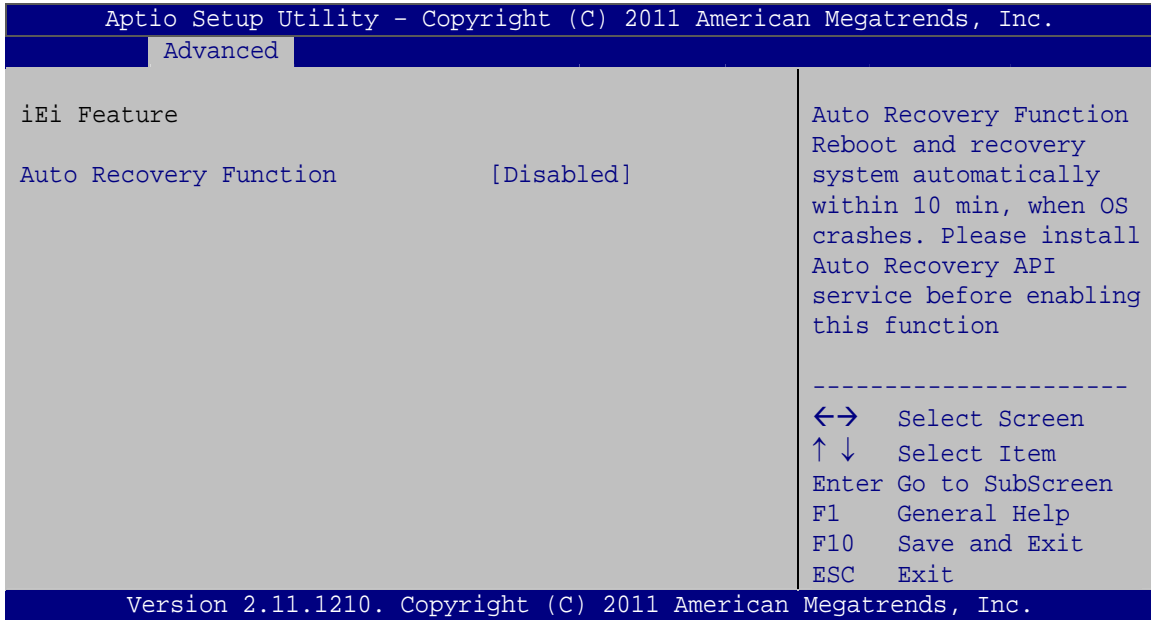 Aptio Setup Utility – Copyright (C) 2011 American Megatrends, Inc.
Advanced
iEi Feature
Auto Recovery Function [Disabled]
Auto Recovery Function
Reboot and recovery
system automatically
within 10 min, when OS
crashes. Please install
Auto Recovery API
service before enabling
this function
----------------------
←→ Select Screen
↑ ↓ Select Item
Enter Go to SubScreen
F1 General Help
F10 Save and Exit
ESC Exit
Version 2.11.1210. Copyright (C) 2011 American Megatrends, Inc.